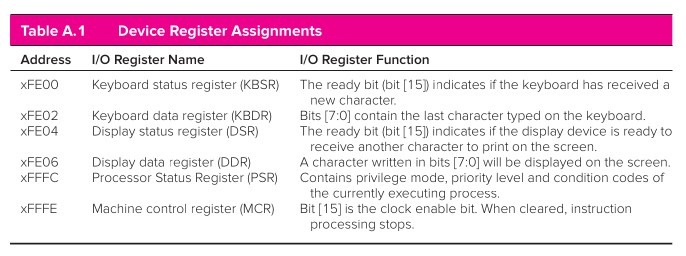 Table A.1 Device Register Assignments
Address I/O Register Name I/O Register Function
xFE00 Keyboard status register (KBSR) The ready bit (bit [15]) indicates if the keyboard has received a
new character.
xFE02 Keyboard data register (KBDR) Bits [7:0] contain the last character typed on the keyboard.
xFE04 Display status register (DSR) The ready bit (bit [15]) indicates if the display device is ready to
receive another character to print on the screen.
xFE06 Display data register (DDR) A character written in bits [7:0] will be displayed on the screen.
xFFFC Processor Status Register (PSR) Contains privilege mode, priority level and condition codes of
the currently executing process.
xFFFE Machine control register (MCR) Bit [15] is the clock enable bit. When cleared, instruction
processing stops.